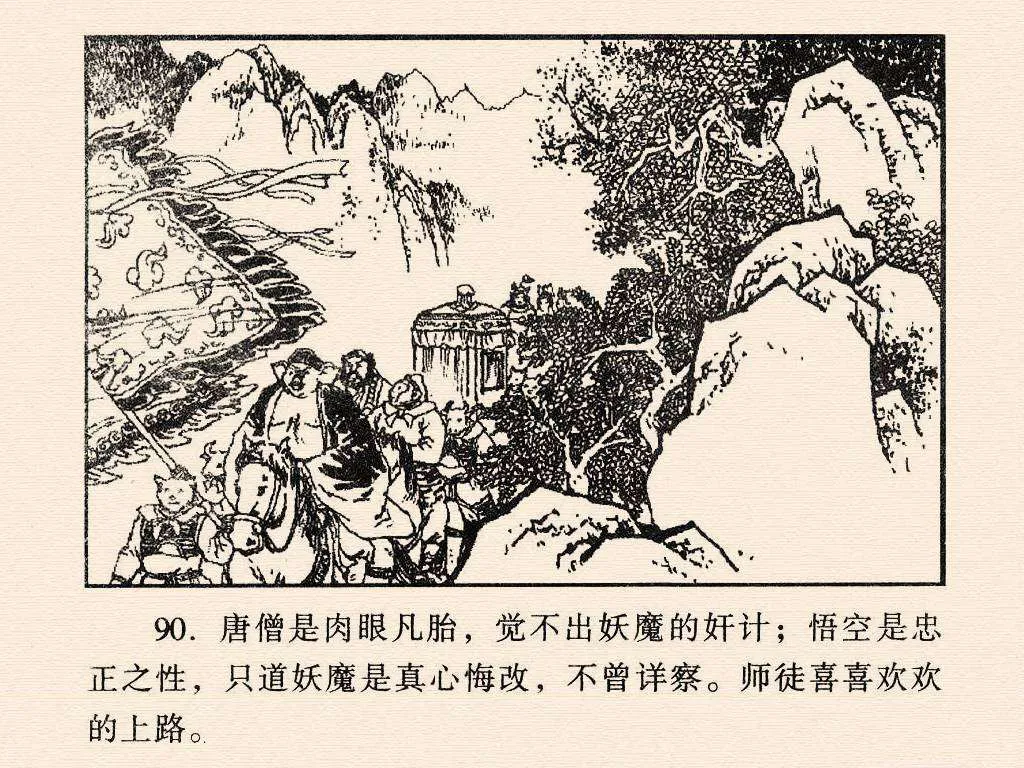 90. 唐僧是肉眼凡胎，觉不出妖魔的奸计；悟空是忠
正之性，只道妖魔是真心悔改，不曾详察。师徒喜喜欢欢
的上路。